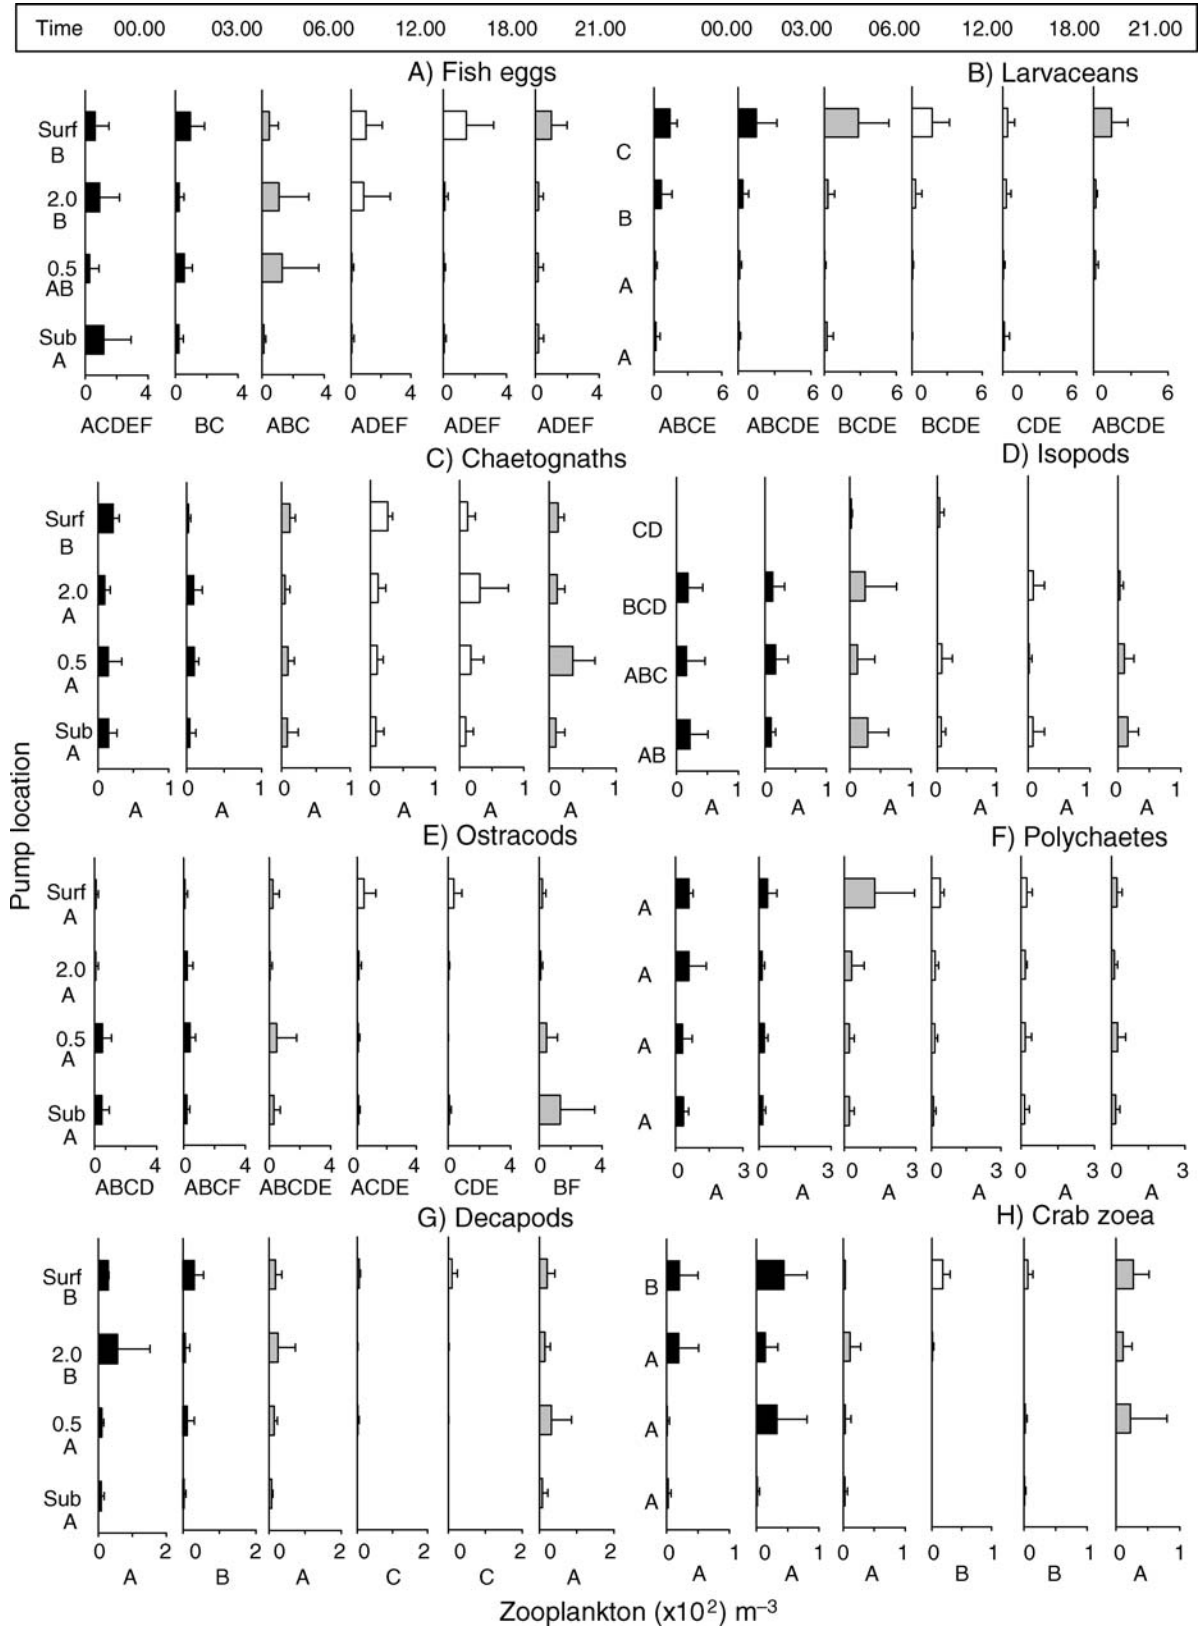 Time 00.00 03.00 06.00 12.00 18.00 21.00 00.00 03.00 06.00 12.00 18.00 21.00
A) Fish eggs B) Larvaceans
Surf
B C
2.0
B B
0.5
AB A
Sub
A A
0 4 0 4 0 4 0 4 0 4 0 4 0 6 0 6 0 6 0 6 0 6 0 6
ACDEF BC ABC ADEF ADEF ADEF ABCE ABCDE BCDE BCDE CDE ABCDE
C) Chaetognaths D) Isopods
Surf
B CD
2.0
A BCD
0.5
A ABC
Sub
A AB
0 1 0 1 0 1 0 1 0 1 0 1 0 1 0 1 0 1 0 1 0 1 0 1
A A A A A A A A A A A A
Pump location
E) Ostracods F) Polychaetes
Surf
A A
2.0
A A
0.5
A A
Sub
A A
0 4 0 4 0 4 0 4 0 4 0 4 0 3 0 3 0 3 0 3 0 3 0 3
ABCD ABCF ABCDE ACDE CDE BF A A A A A A
G) Decapods H) Crab zoea
Surf
B B
2.0
B A
0.5
A A
Sub
A A
0 2 0 2 0 2 0 2 0 2 0 2 0 1 0 1 0 1 0 1 0 1 0 1
A B A C C A A A A B B A
Zooplankton (x10²) m⁻³